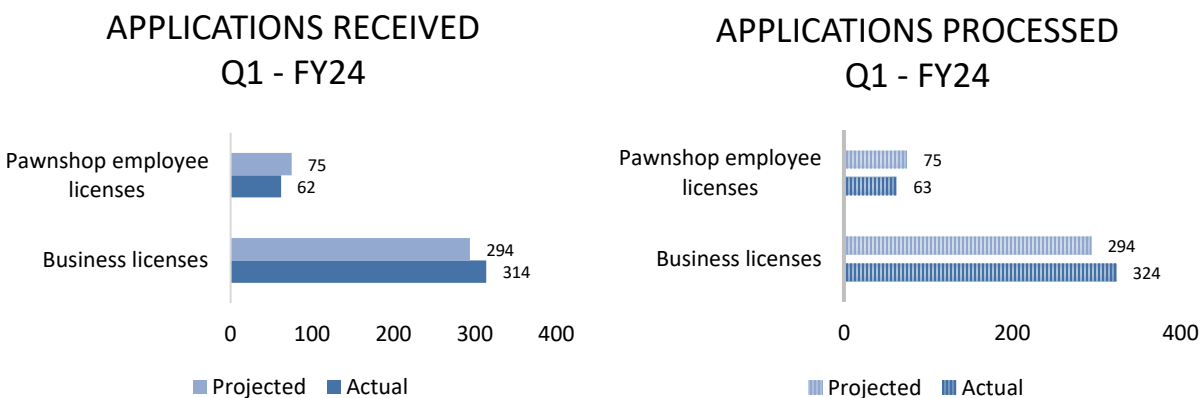 APPLICATIONS RECEIVED
Q1 - FY24
Pawnshop employee
licenses
75
62
Business licenses
294
314
0 100 200 300 400
Projected Actual
APPLICATIONS PROCESSED
Q1 - FY24
Pawnshop employee
licenses
75
63
Business licenses
294
324
0 200 400
Projected Actual